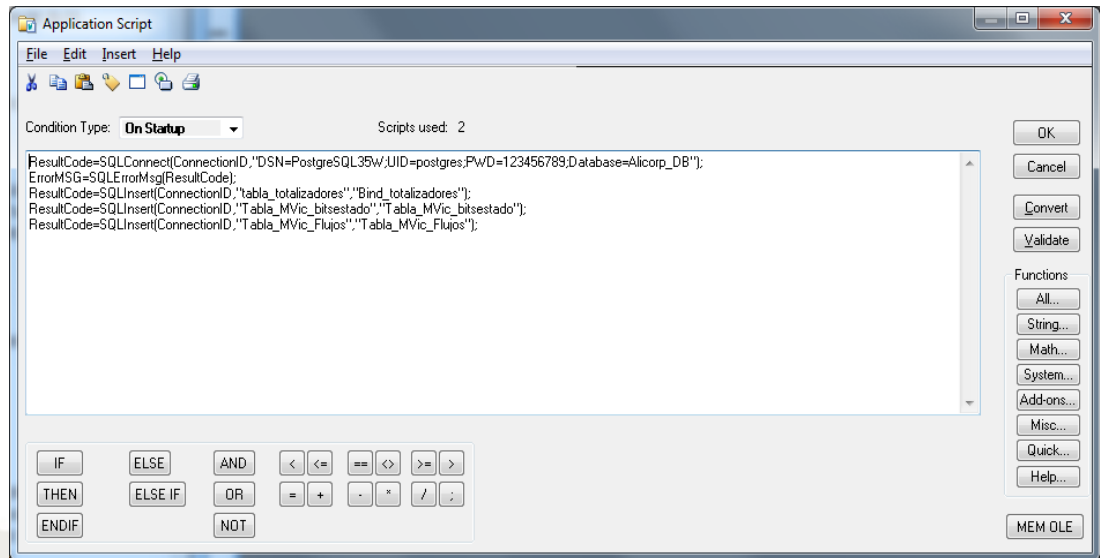 Application Script
File Edit Insert Help
Condition Type: On Startup Scripts used: 2
ResultCode=SQLConnect(ConnectionID,"DSN=PostgreSQL35W;UID=postgres;PWD=123456789;Database=Alicorp_DB");
ErrorMSG=SQLErrorMsg(ResultCode);
ResultCode=SQLInsert(ConnectionID,"tabla_totalizadores","Bind_totalizadores");
ResultCode=SQLInsert(ConnectionID,"Tabla_MVic_bitsestado","Tabla_MVic_bitsestado");
ResultCode=SQLInsert(ConnectionID,"Tabla_MVic_Flujos","Tabla_MVic_Flujos");
OK
Cancel
Convert
Validate
Functions
All...
String...
Math...
System...
Add-ons...
Misc...
Quick...
Help...
MEM OLE
IF ELSE AND < <= == <> >= >
THEN ELSE IF OR = + - * / ;
ENDIF NOT